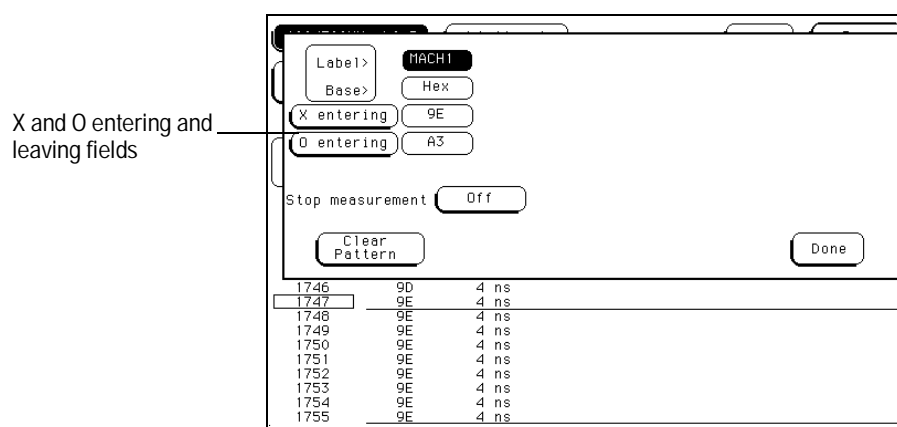 Label> MACH1
Base> Hex
X entering 9E
X and O entering and
leaving fields
O entering A3
Stop measurement Off
Clear
Pattern
Done
1746 9D 4 ns
1747 9E 4 ns
1748 9E 4 ns
1749 9E 4 ns
1750 9E 4 ns
1751 9E 4 ns
1752 9E 4 ns
1753 9E 4 ns
1754 9E 4 ns
1755 9E 4 ns